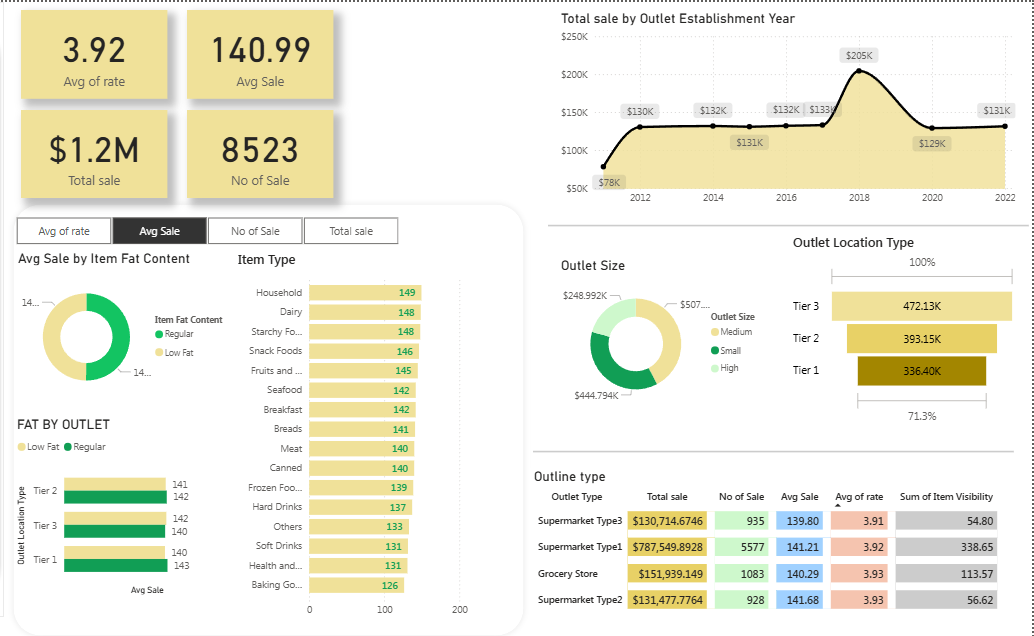 3.92
Avg of rate
140.99
Avg Sale
$1.2M
Total sale
8523
No of Sale
Total sale by Outlet Establishment Year
$250K
$200K
$150K
$100K
$50K
$78K
$130K
$132K
$131K
$132K
$133K
$205K
$129K
$131K
2012
2014
2016
2018
2020
2022
Avg of rate
Avg Sale
No of Sale
Total sale
Avg Sale by Item Fat Content
14...
14...
Item Fat Content
Regular
Low Fat
FAT BY OUTLET
Low Fat
Regular
Outlet Location Type
Tier 2
141
142
Tier 3
142
140
Tier 1
140
143
Avg Sale
Item Type
Household 149
Dairy 148
Starchy Fo... 148
Snack Foods 146
Fruits and ... 145
Seafood 142
Breakfast 142
Breads 141
Meat 140
Canned 140
Frozen Foo... 139
Hard Drinks 137
Others 133
Soft Drinks 131
Health and... 131
Baking Go... 126
0 100 200
Outlet Size
$248.992K
$507....
$444.794K
Outlet Size
Medium
Small
High
Outlet Location Type
100%
Tier 3 472.13K
Tier 2 393.15K
Tier 1 336.40K
71.3%
Outline type
Outlet Type Total sale No of Sale Avg Sale Avg of rate Sum of Item Visibility
Supermarket Type3 $130,714.6746 935 139.80 3.91 54.80
Supermarket Type1 $787,549.8928 5577 141.21 3.92 338.65
Grocery Store $151,939.149 1083 140.29 3.93 113.57
Supermarket Type2 $131,477.7764 928 141.68 3.93 56.62